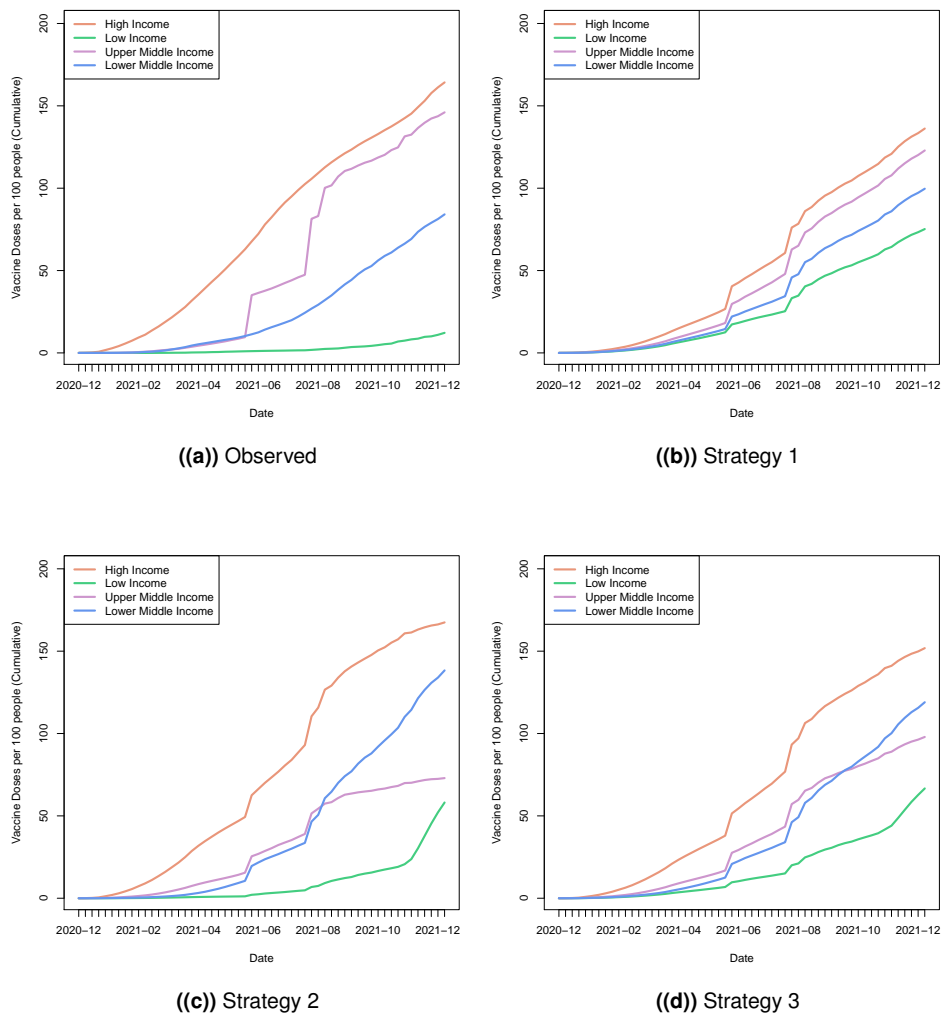 High Income
Low Income
Upper Middle Income
Lower Middle Income
Vaccine Doses per 100 people (Cumulative)
0
50
100
150
200
2020−12
2021−02
2021−04
2021−06
2021−08
2021−10
2021−12
Date
((a)) Observed
High Income
Low Income
Upper Middle Income
Lower Middle Income
Vaccine Doses per 100 people (Cumulative)
0
50
100
150
200
2020−12
2021−02
2021−04
2021−06
2021−08
2021−10
2021−12
Date
((b)) Strategy 1
High Income
Low Income
Upper Middle Income
Lower Middle Income
Vaccine Doses per 100 people (Cumulative)
0
50
100
150
200
2020−12
2021−02
2021−04
2021−06
2021−08
2021−10
2021−12
Date
((c)) Strategy 2
High Income
Low Income
Upper Middle Income
Lower Middle Income
Vaccine Doses per 100 people (Cumulative)
0
50
100
150
200
2020−12
2021−02
2021−04
2021−06
2021−08
2021−10
2021−12
Date
((d)) Strategy 3